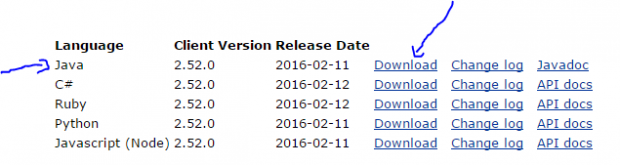 Language Client Version Release Date
Java 2.52.0 2016-02-11 Download Change log Javadoc
C# 2.52.0 2016-02-12 Download Change log API docs
Ruby 2.52.0 2016-02-12 Download Change log API docs
Python 2.52.0 2016-02-11 Download Change log API docs
Javascript (Node) 2.52.0 2016-02-11 Download Change log API docs